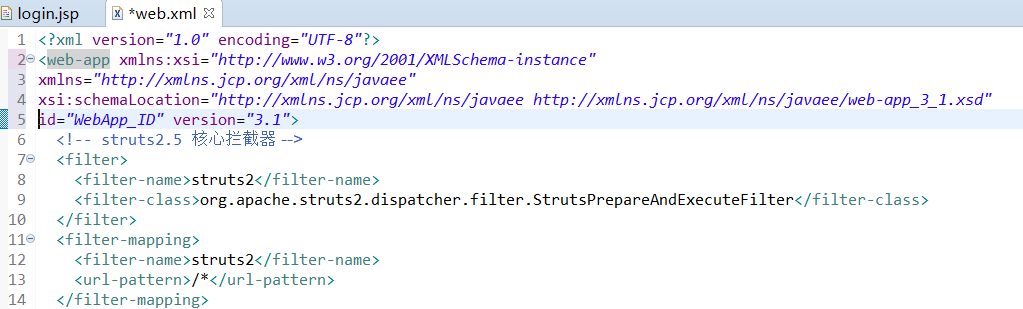 login.jsp *web.xml
1 <?xml version="1.0" encoding="UTF-8"?>
2 <web-app xmlns:xsi="http://www.w3.org/2001/XMLSchema-instance"
3 xmlns="http://xmlns.jcp.org/xml/ns/javaee"
4 xsi:schemaLocation="http://xmlns.jcp.org/xml/ns/javaee http://xmlns.jcp.org/xml/ns/javaee/web-app_3_1.xsd"
5 id="WebApp_ID" version="3.1">
6 <!-- struts2.5 核心拦截器 -->
7 <filter>
8 <filter-name>struts2</filter-name>
9 <filter-class>org.apache.struts2.dispatcher.filter.StrutsPrepareAndExecuteFilter</filter-class>
10 </filter>
11 <filter-mapping>
12 <filter-name>struts2</filter-name>
13 <url-pattern>/*</url-pattern>
14 </filter-mapping>